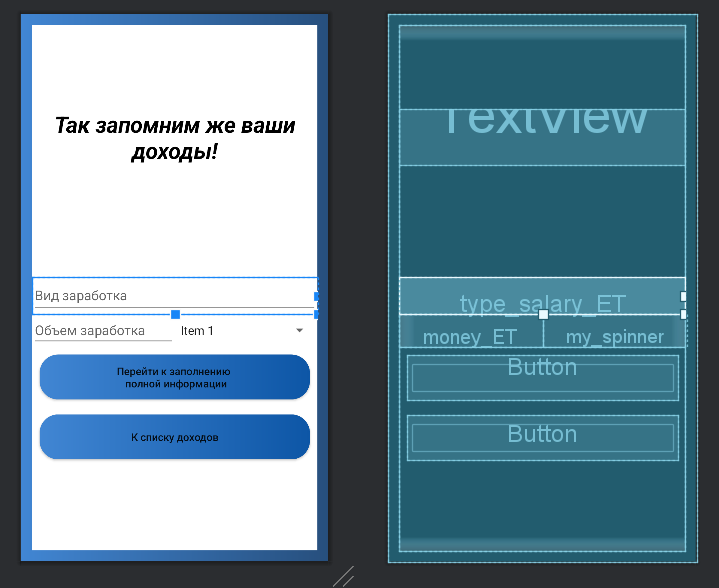 Так запомним же ваши
доходы!
Вид заработка
Объем заработка
Item 1
Перейти к заполнению
полной информации
К списку доходов
TextView
type_salary_ET
money_ET
my_spinner
Button
Button